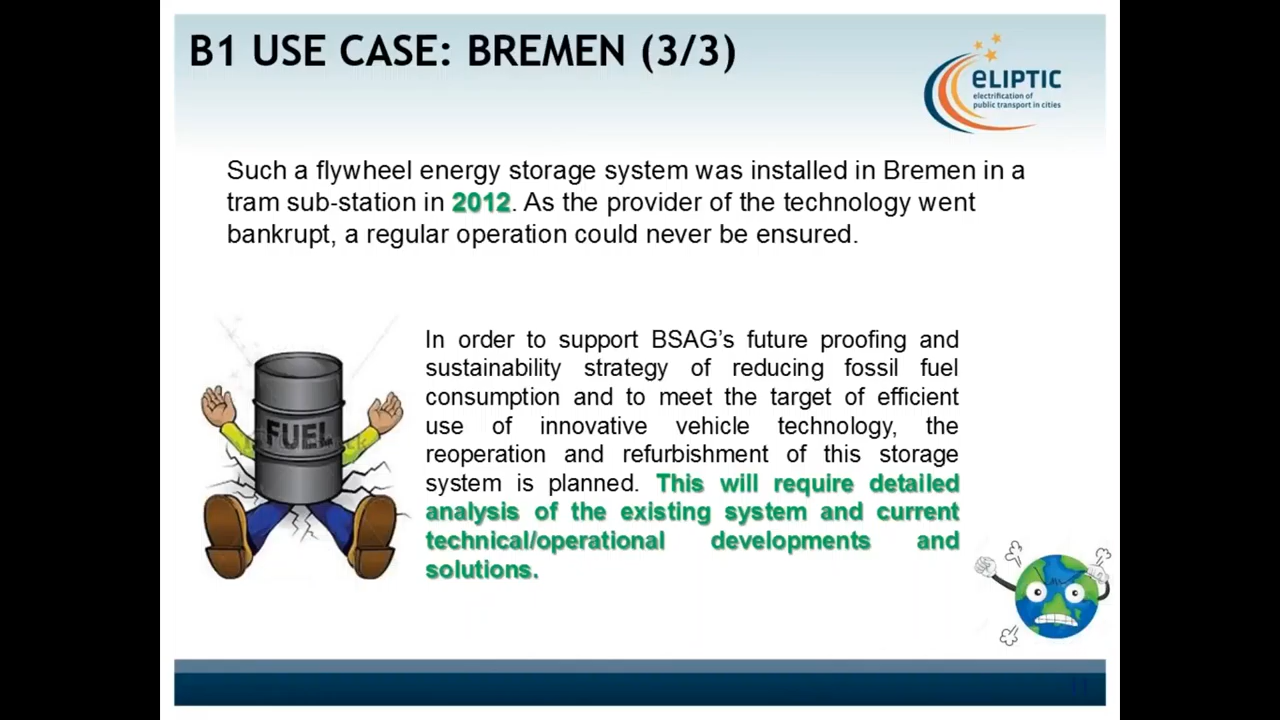 B1 USE CASE: BREMEN (3/3)
eLIPTIC
electrification of
public transport in cities
Such a flywheel energy storage system was installed in Bremen in a
tram sub-station in 2012. As the provider of the technology went
bankrupt, a regular operation could never be ensured.
In order to support BSAG’s future proofing and
sustainability strategy of reducing fossil fuel
consumption and to meet the target of efficient
use of innovative vehicle technology, the
reoperation and refurbishment of this storage
system is planned. This will require detailed
analysis of the existing system and current
technical/operational developments and
solutions.
FUEL
11